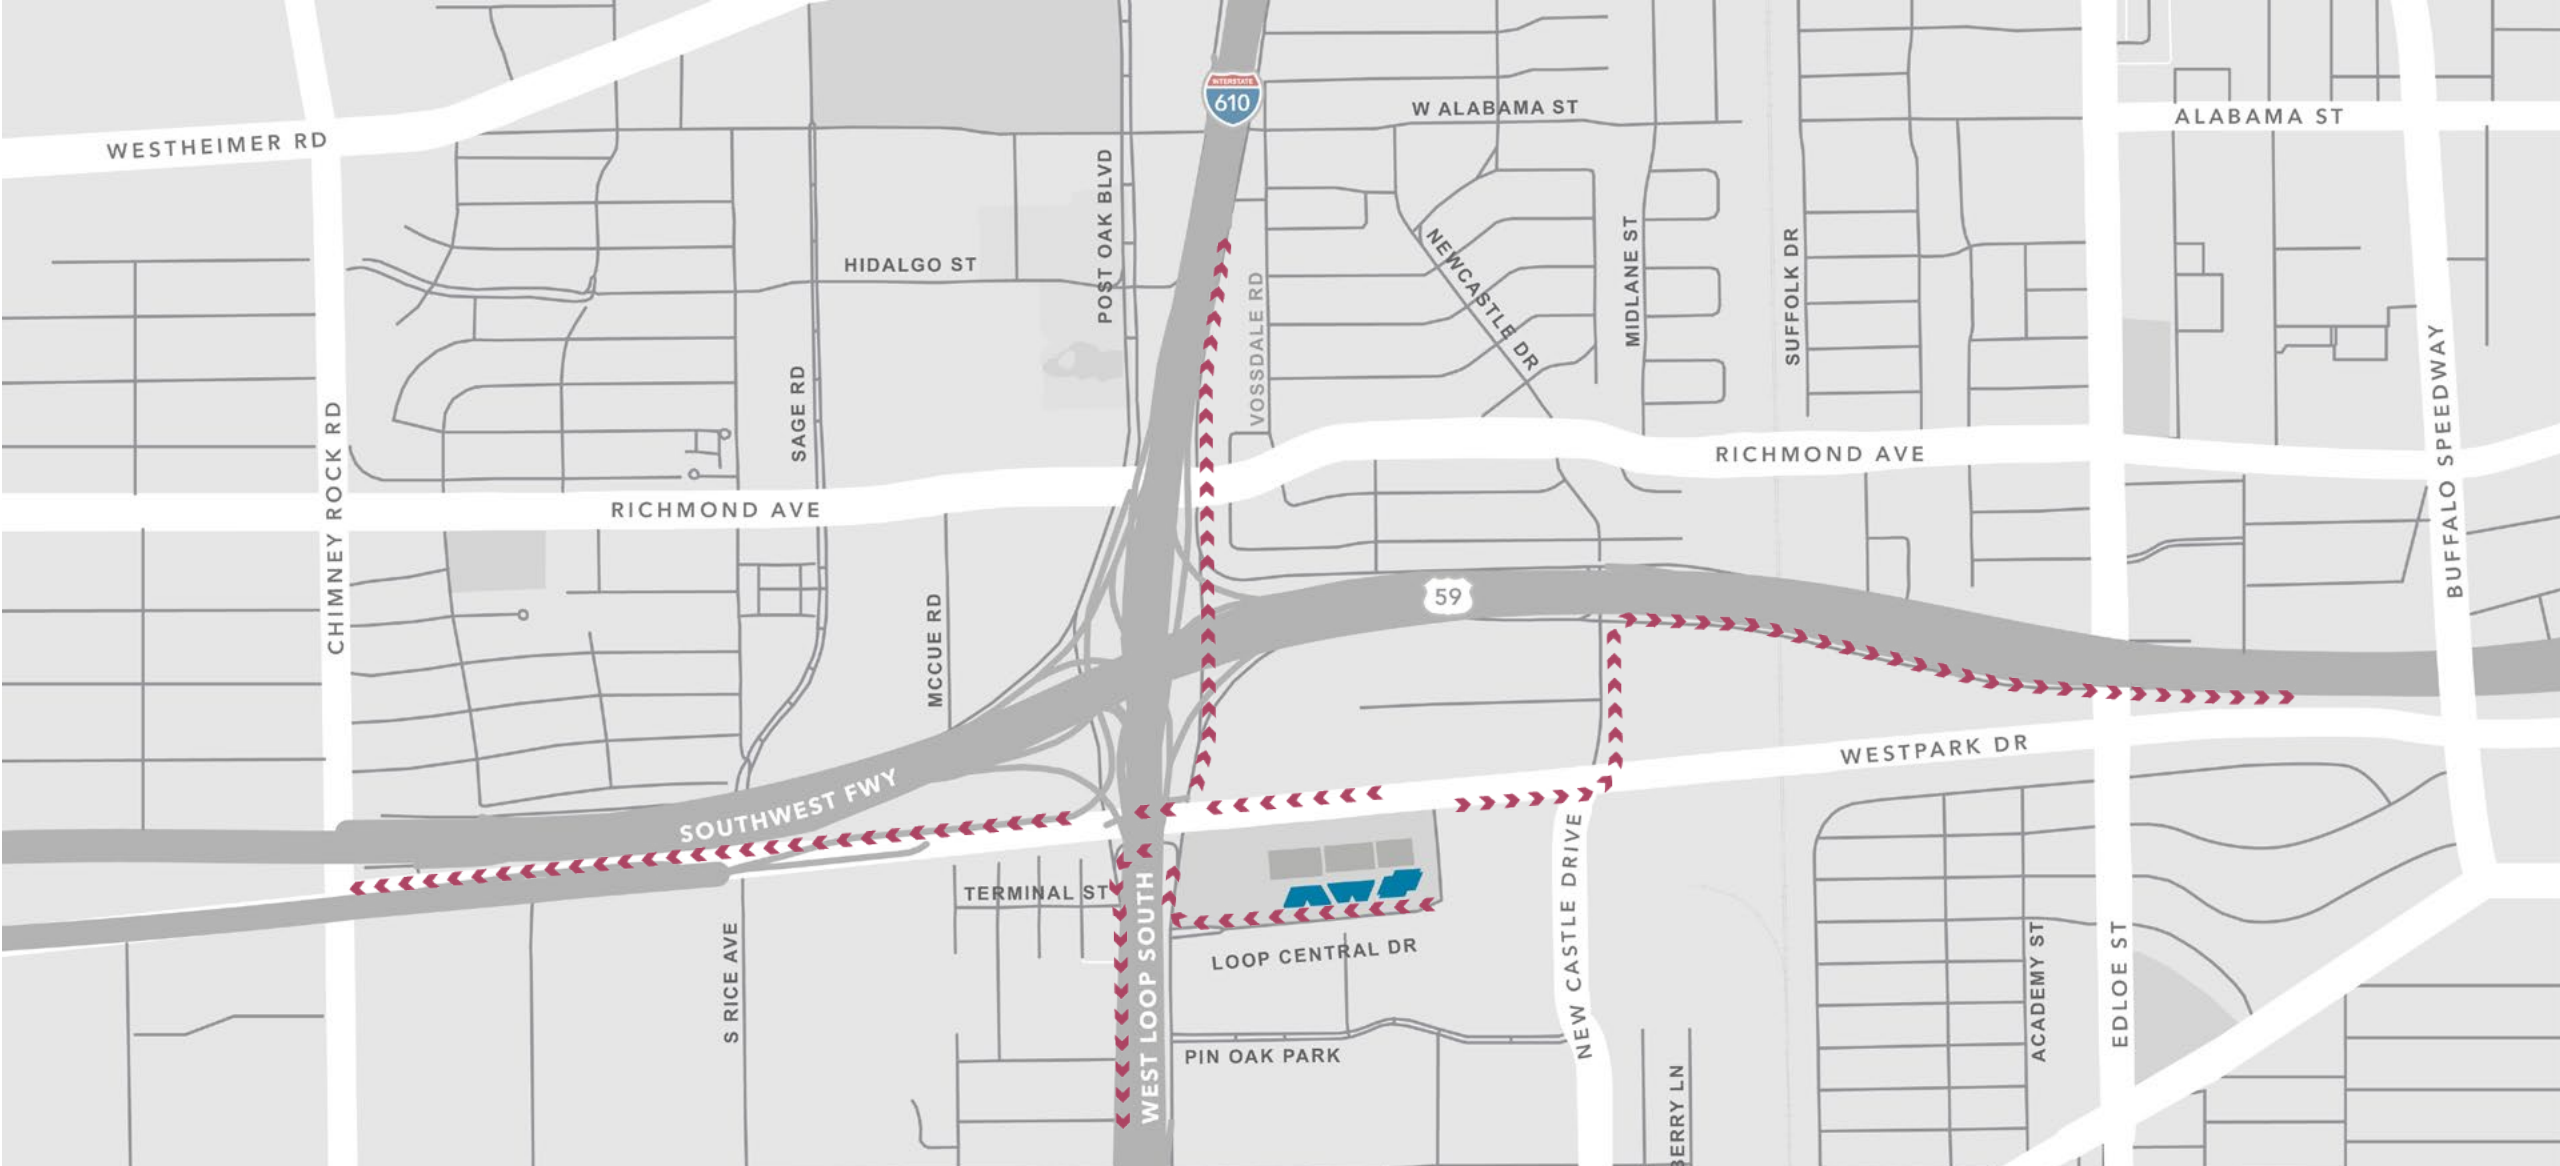 INTERSTATE
610
W ALABAMA ST
ALABAMA ST
WESTHEIMER RD
POST OAK BLVD
HIDALGO ST
NEWCASTLE DR
MIDLANE ST
SUFFOLK DR
VOSSDALE RD
SAGE RD
CHIMNEY ROCK RD
BUFFALO SPEEDWAY
RICHMOND AVE
RICHMOND AVE
59
MCCUE RD
WESTPARK DR
SOUTHWEST FWY
NEW CASTLE DRIVE
TERMINAL ST
WEST LOOP SOUTH
LOOP CENTRAL DR
S RICE AVE
ACADEMY ST
EDLOE ST
PIN OAK PARK
BERRY LN